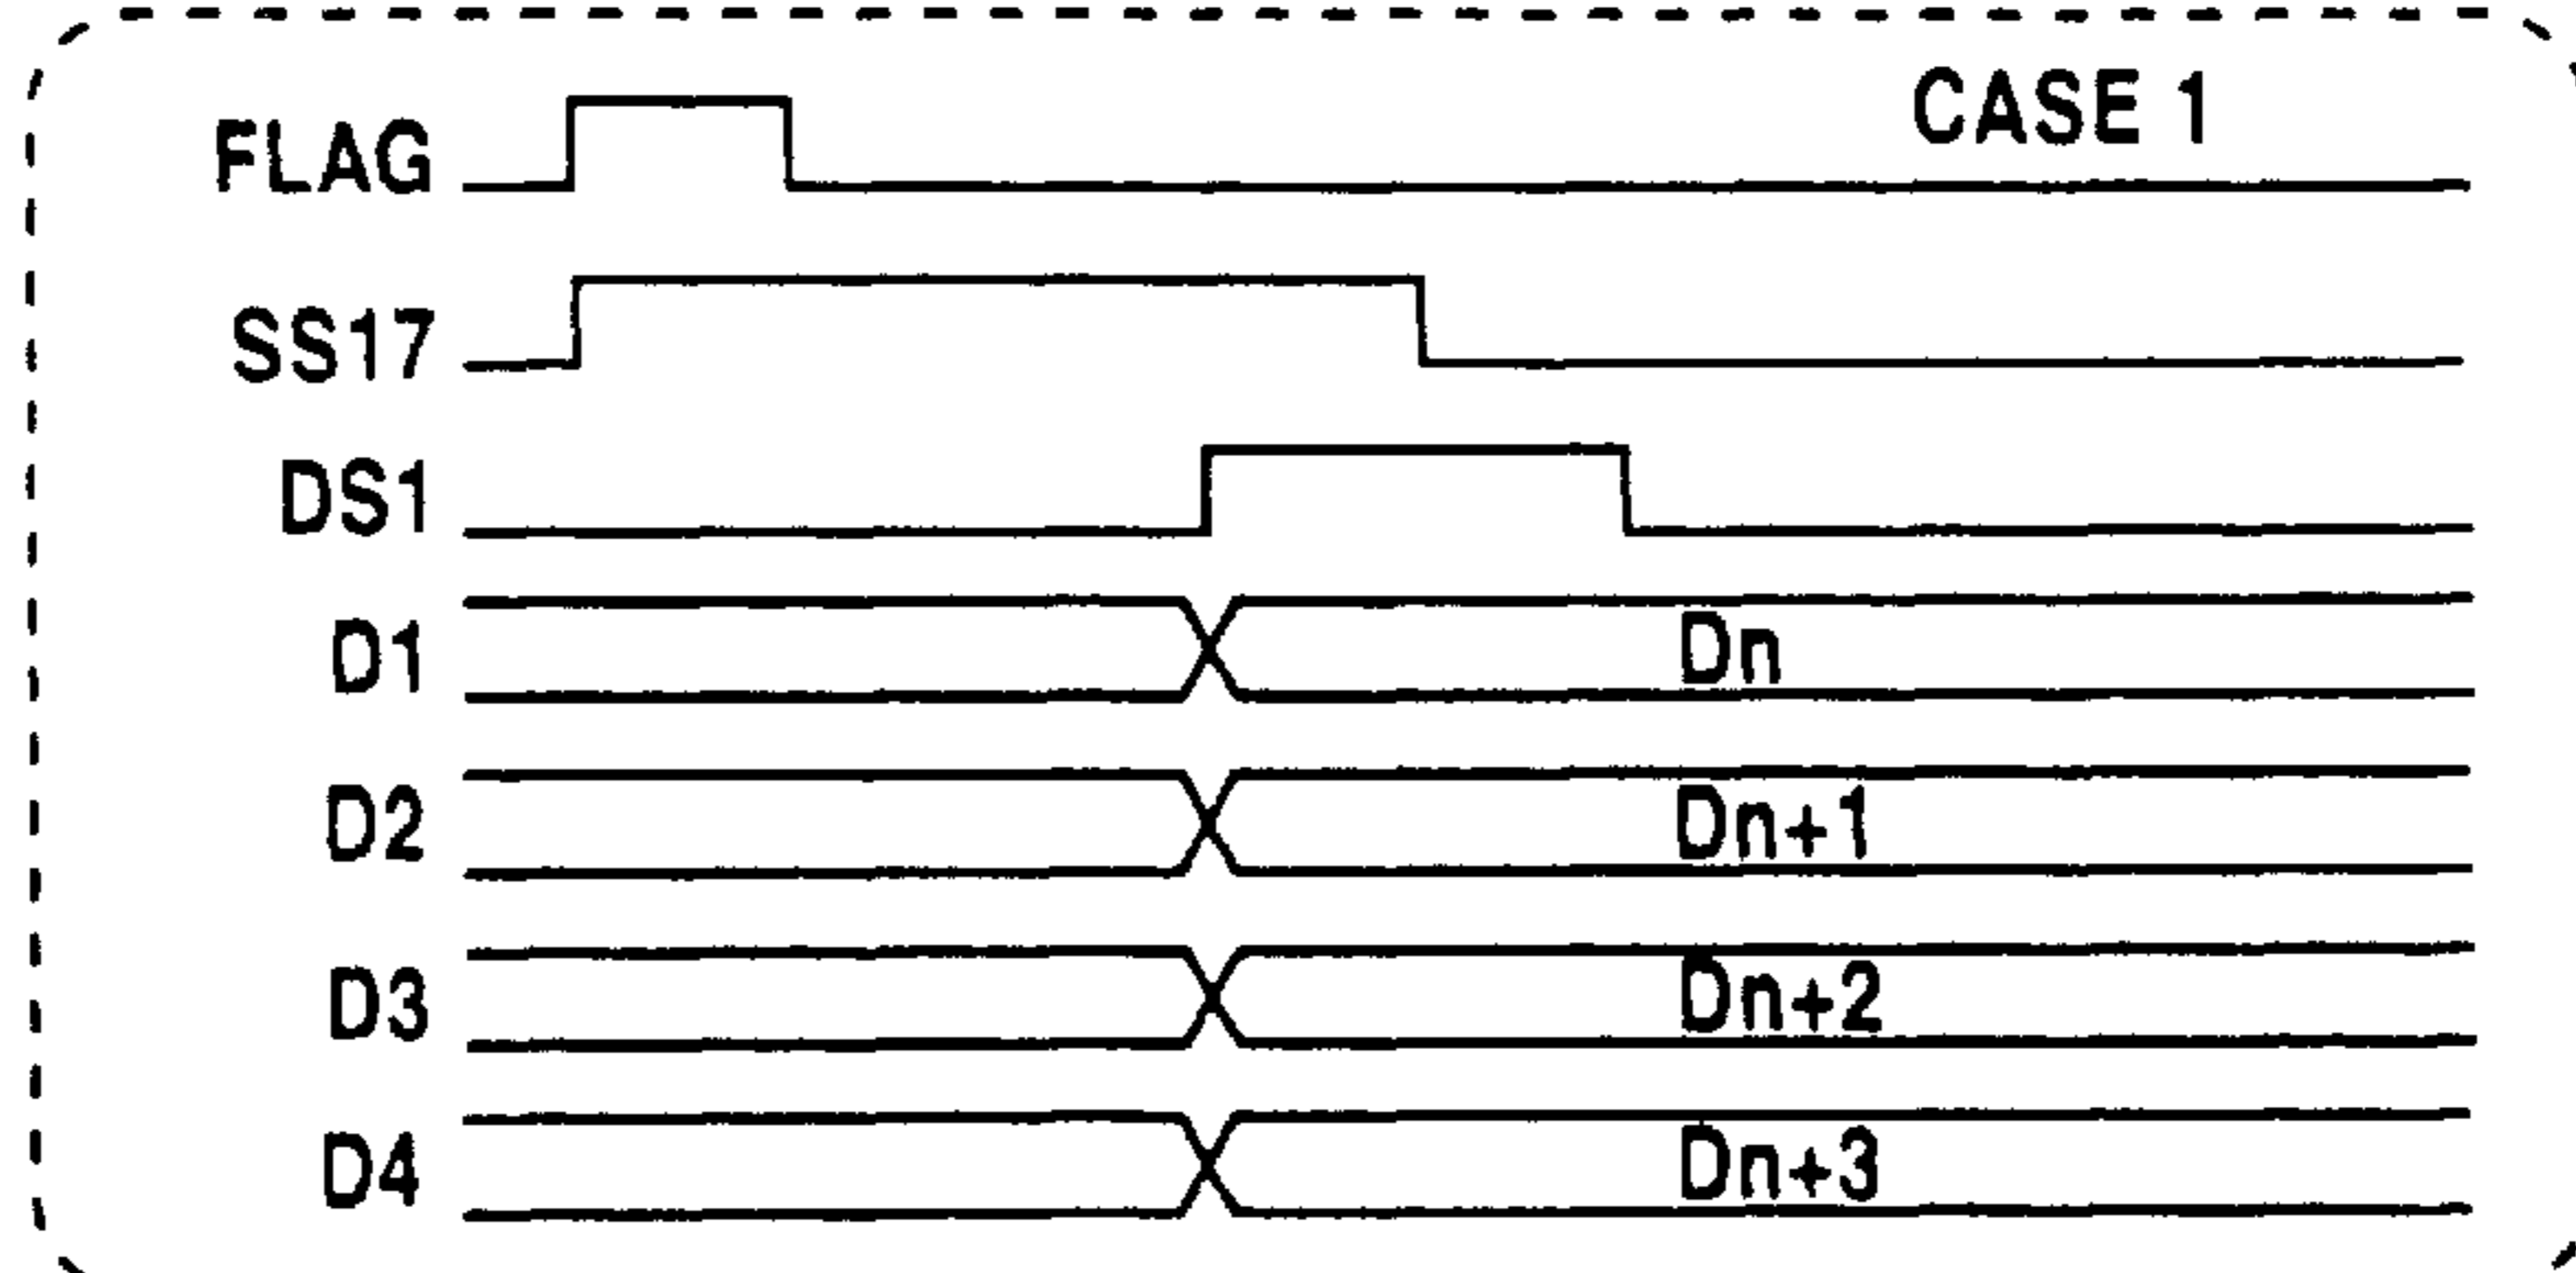 CASE 1
FLAG
SS17
DS1
D1 Dn
D2 Dn+1
D3 Dn+2
D4 Dn+3